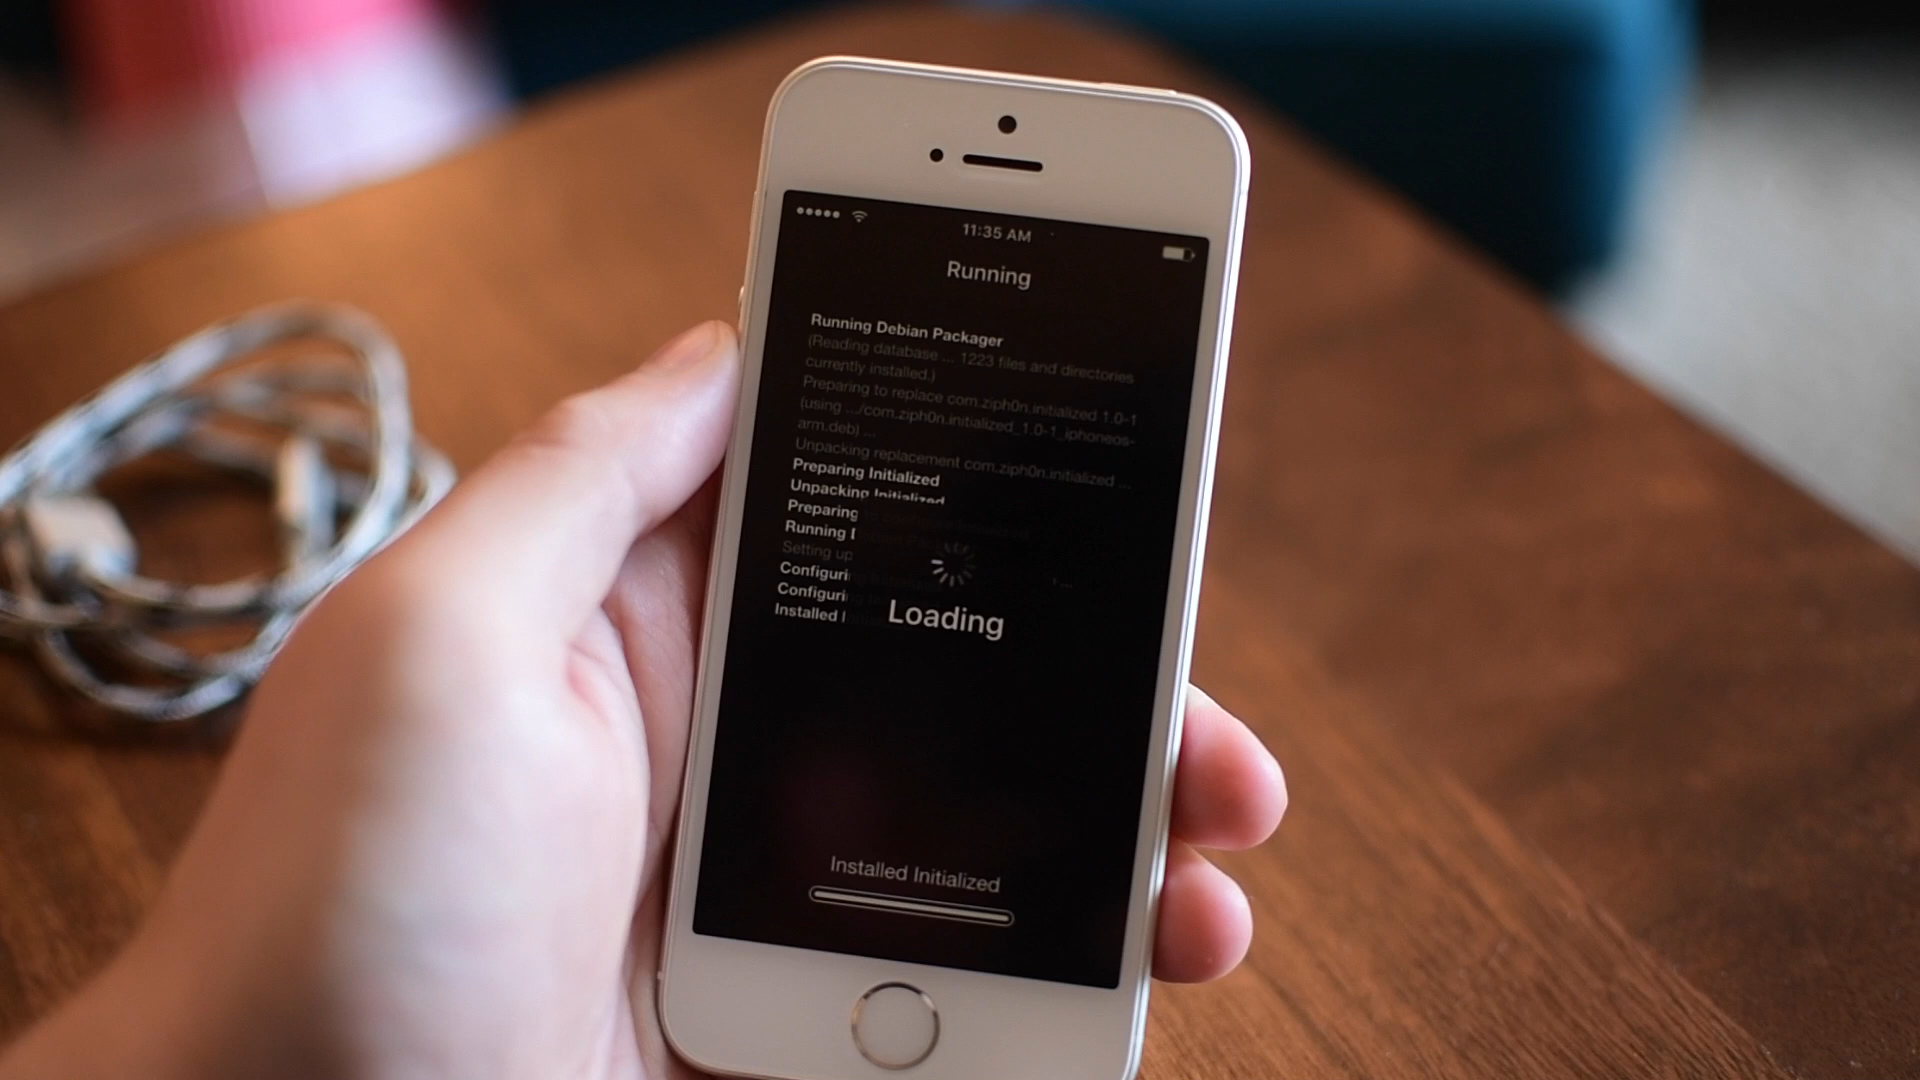 11:35 AM
Running
Running Debian Packager
(Reading database ... 1223 files and directories
currently installed.)
Preparing to replace com.ziph0n.initialized 1.0-1
(using .../com.ziph0n.initialized_1.0-1_iphoneos-
arm.deb) ...
Unpacking replacement com.ziph0n.initialized ...
Preparing Initialized
Unpacking Initialized
Preparing
Running
Setting up
Configuri
Configuri
Installed
Loading
Installed Initialized